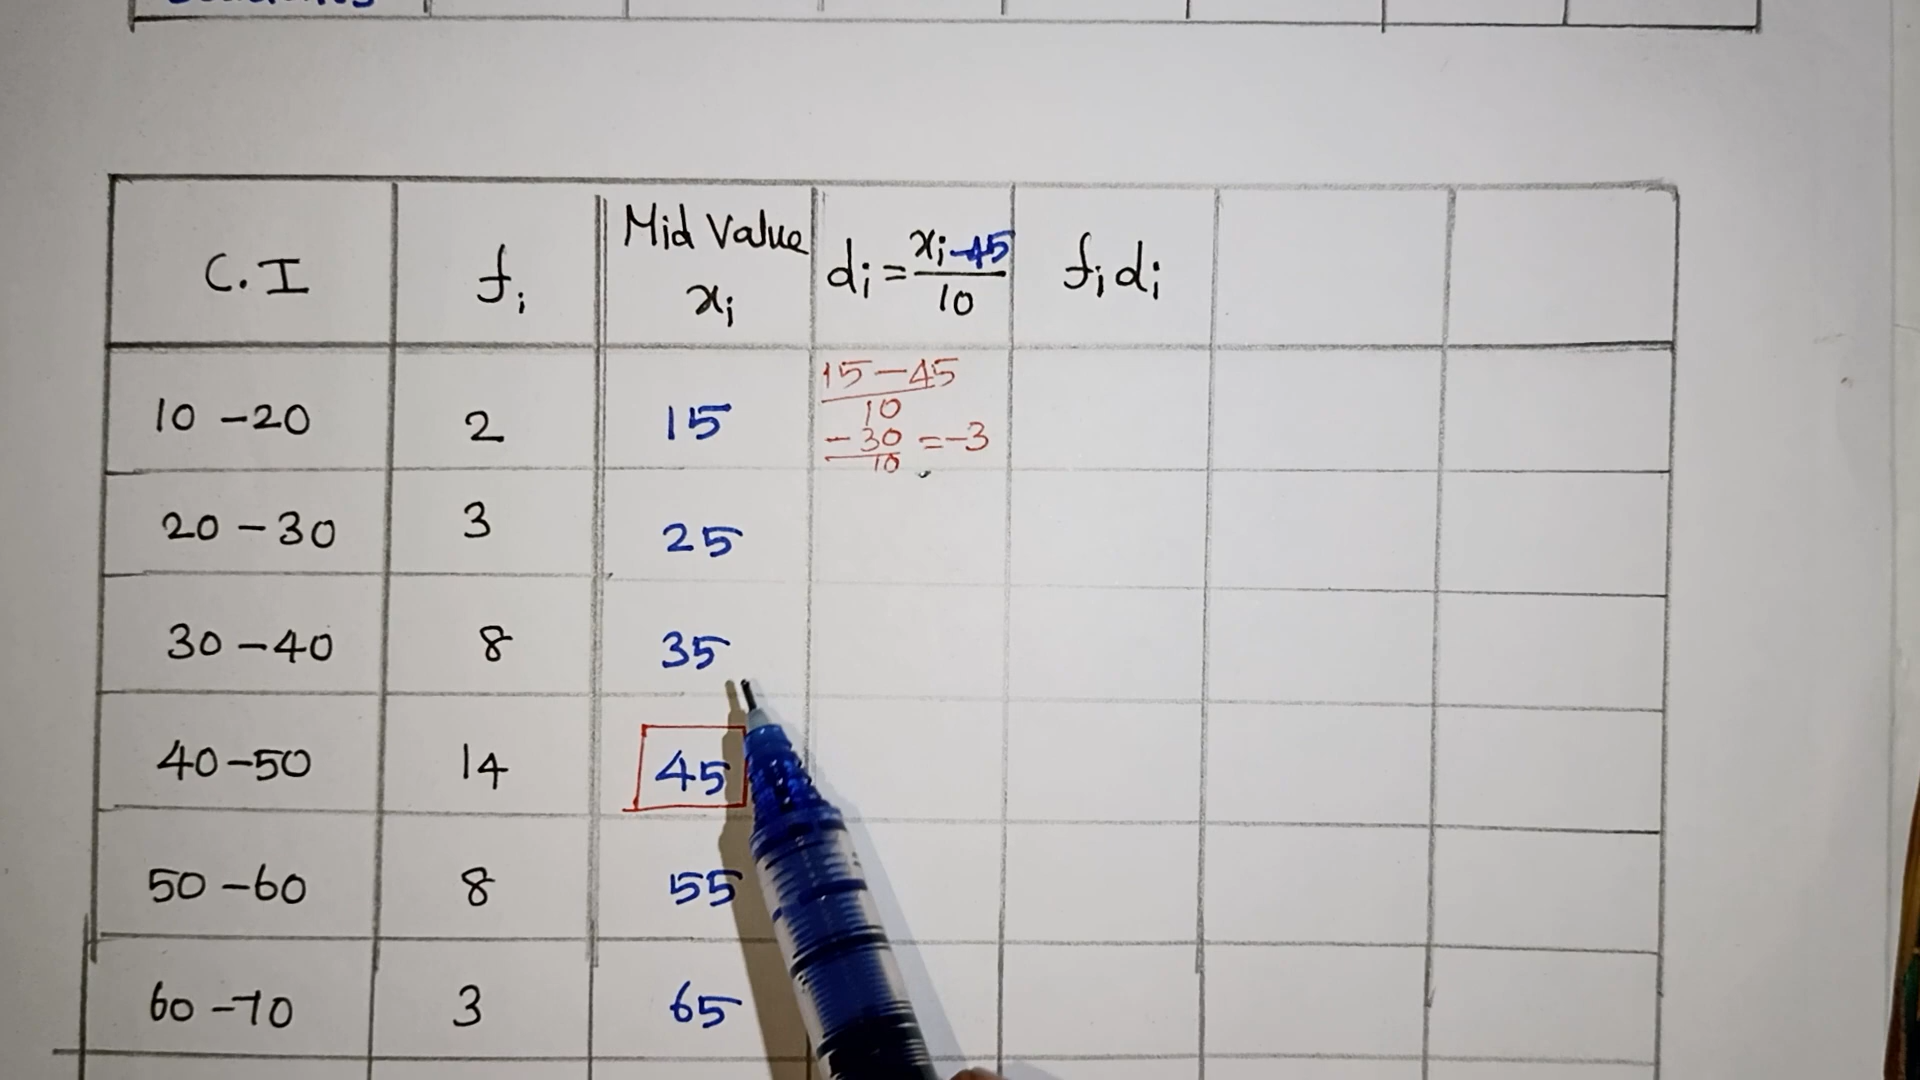 C.I fᵢ Mid Value xᵢ dᵢ = xᵢ-45/10 fᵢdᵢ
10 - 20 2 15 15 - 45/10
-30/10 = -3
20 - 30 3 25
30 - 40 8 35
40 - 50 14 45
50 - 60 8 55
60 - 70 3 65